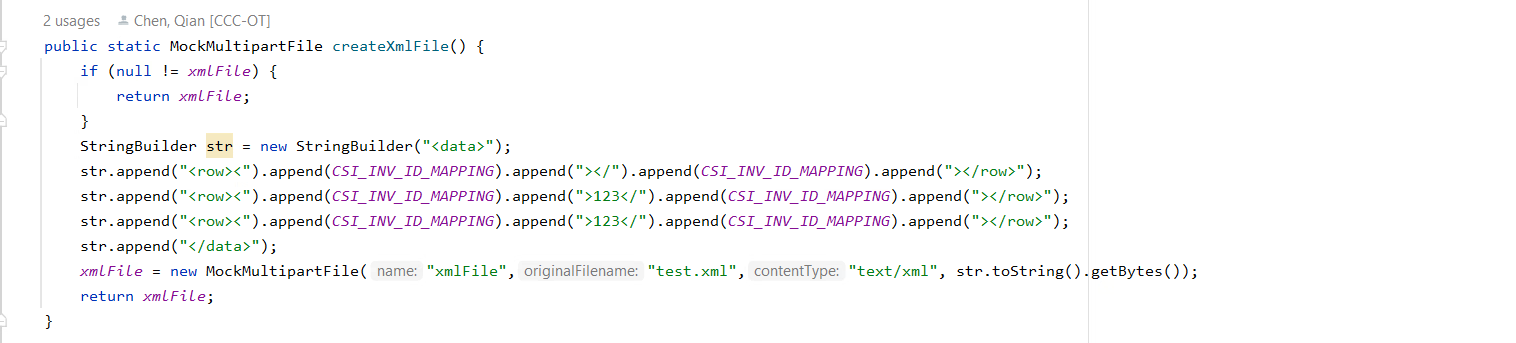 2 usages Chen, Qian [CCC-OT]
public static MockMultipartFile createXmlFile() {
if (null != xmlFile) {
return xmlFile;
}
StringBuilder str = new StringBuilder("<data>");
str.append("<row><").append(CSI_INV_ID_MAPPING).append("></").append(CSI_INV_ID_MAPPING).append("></row>");
str.append("<row><").append(CSI_INV_ID_MAPPING).append(">123</").append(CSI_INV_ID_MAPPING).append("></row>");
str.append("<row><").append(CSI_INV_ID_MAPPING).append(">123</").append(CSI_INV_ID_MAPPING).append("></row>");
str.append("</data>");
xmlFile = new MockMultipartFile( name: "xmlFile", originalFilename: "test.xml", contentType: "text/xml", str.toString().getBytes());
return xmlFile;
}